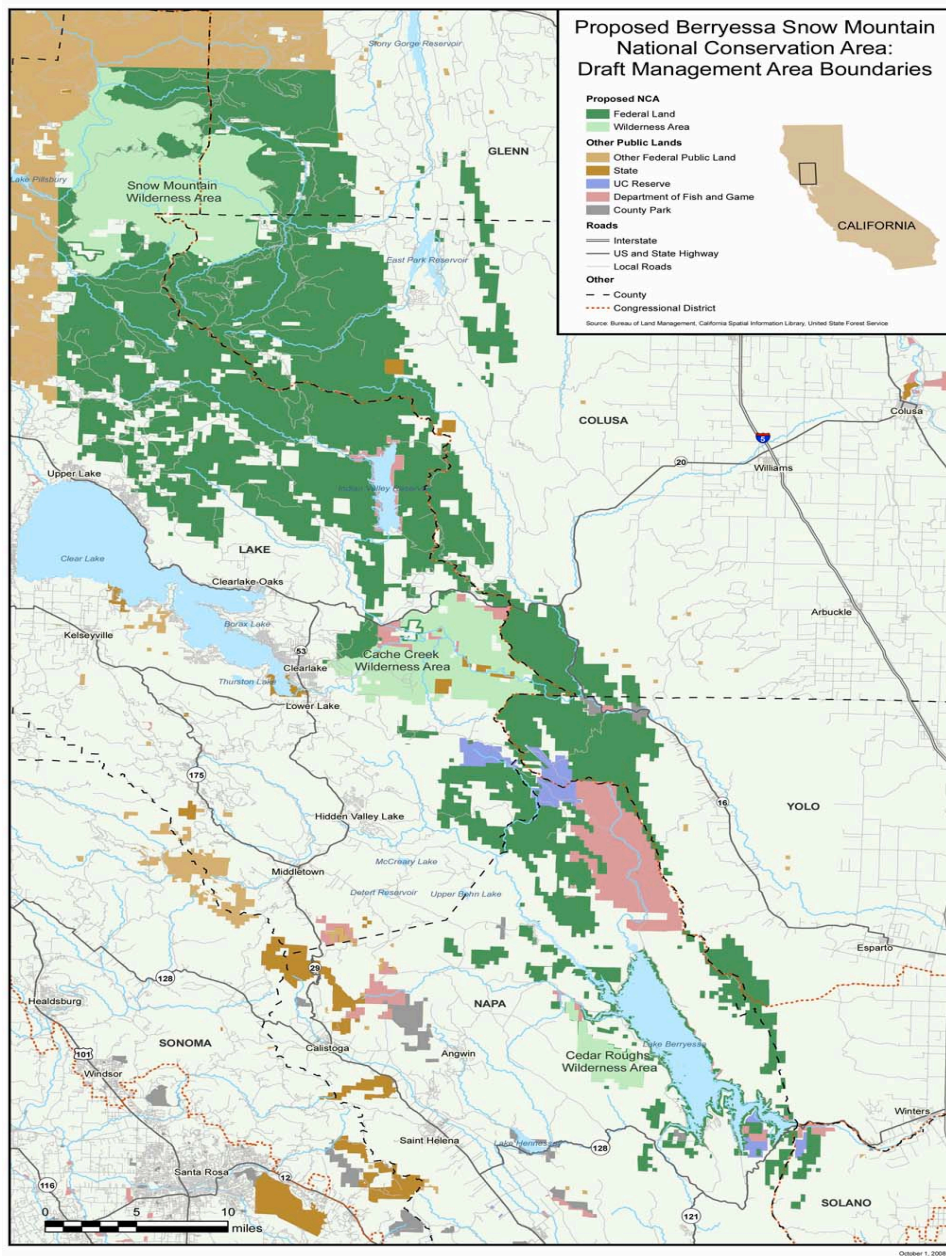 Proposed Berryessa Snow Mountain
National Conservation Area:
Draft Management Area Boundaries
Proposed NCA
Federal Land
Wilderness Area
Other Public Lands
Other Federal Public Land
State
UC Reserve
Department of Fish and Game
County Park
Roads
Interstate
US and State Highway
Local Roads
Other
County
Congressional District
Source: Bureau of Land Management, California Spatial Information Library, United State Forest Service
CALIFORNIA
Stony Gorge Reservoir
GLENN
Lake Pillsbury
Snow Mountain
Wilderness Area
East Park Reservoir
COLUSA
Colusa
5
20
Williams
Upper Lake
Indian Valley Reservoir
LAKE
Clear Lake
Clearlake Oaks
Arbuckle
Borax Lake
Kelseyville
53
Cache Creek
Wilderness Area
Clearlake
Thurston Lake
Lower Lake
175
16
YOLO
Hidden Valley Lake
McCreary Lake
Middletown
Detert Reservoir
Upper Bohn Lake
Esparto
29
128
Healdsburg
NAPA
SONOMA
101
Windsor
Calistoga
Angwin
Lake Berryessa
Cedar Roughs
Wilderness Area
Winters
Saint Helena
Lake Hennessey
128
Santa Rosa
12
116
121
SOLANO
0 5 10
miles
October 1, 2008